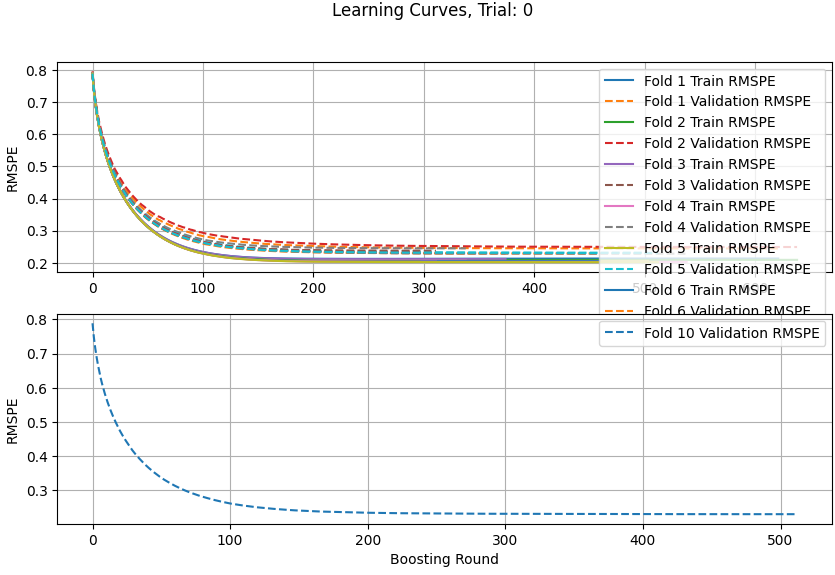 Learning Curves, Trial: 0
0.8
0.7
0.6
0.5
0.4
0.3
0.2
RMSPE
Fold 1 Train RMSPE
Fold 1 Validation RMSPE
Fold 2 Train RMSPE
Fold 2 Validation RMSPE
Fold 3 Train RMSPE
Fold 3 Validation RMSPE
Fold 4 Train RMSPE
Fold 4 Validation RMSPE
Fold 5 Train RMSPE
Fold 5 Validation RMSPE
Fold 6 Train RMSPE
Fold 6 Validation RMSPE
0 100 200 300 400 500
0.8
0.7
0.6
0.5
0.4
0.3
RMSPE
Fold 10 Validation RMSPE
0 100 200 300 400 500
Boosting Round